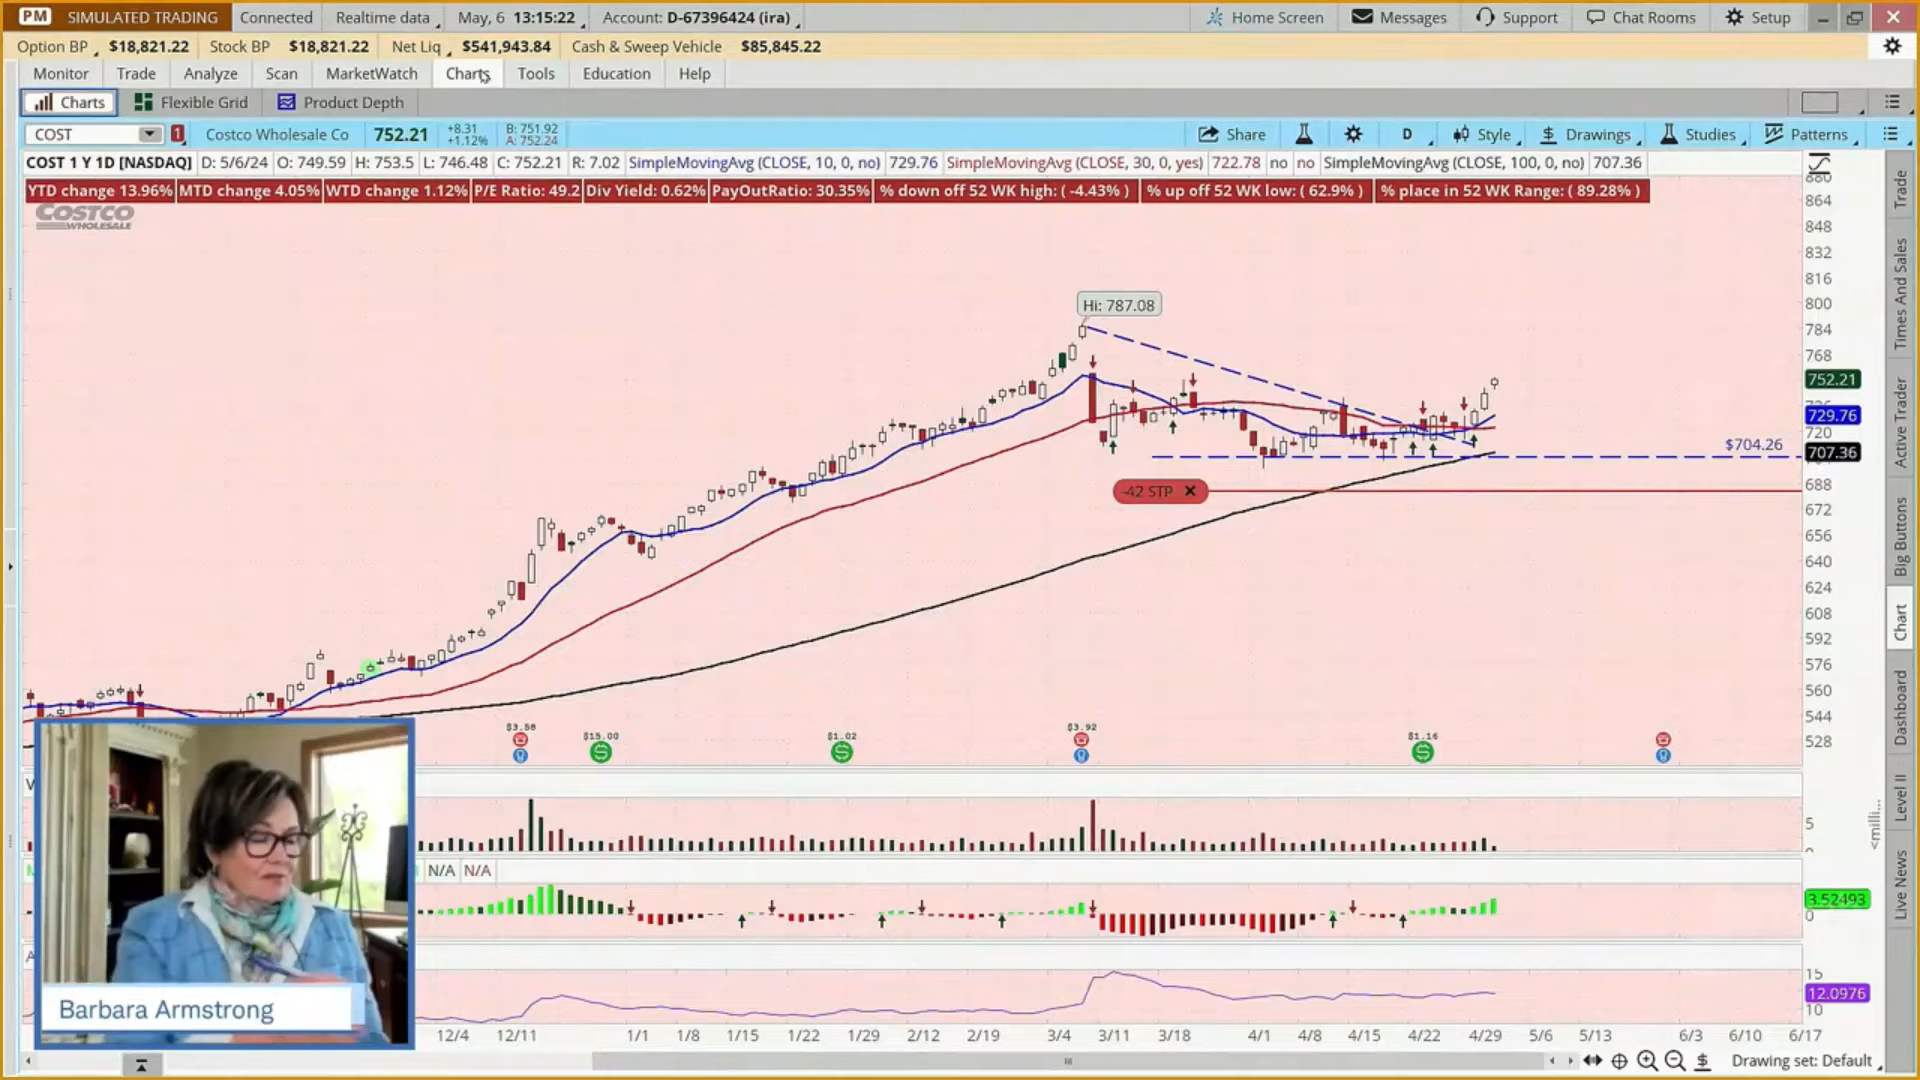 PM SIMULATED TRADING Connected Realtime data May, 6 13:15:22 Account: D-67396424 (ira) Home Screen Messages Support Chat Rooms Setup
Option BP $18,821.22 Stock BP $18,821.22 Net Liq $541,943.84 Cash & Sweep Vehicle $85,845.22
Monitor Trade Analyze Scan MarketWatch Charts Tools Education Help
Charts Flexible Grid Product Depth
COST 1 Costco Wholesale Co 752.21 +8.31 B: 751.92 Share D Style $ Drawings Studies Patterns
+1.12% A: 752.24
COST 1 Y 1D [NASDAQ] D: 5/6/24 O: 749.59 H: 753.5 L: 746.48 C: 752.21 R: 7.02 SimpleMovingAvg (CLOSE, 10, 0, no) 729.76 SimpleMovingAvg (CLOSE, 30, 0, yes) 722.78 no no SimpleMovingAvg (CLOSE, 100, 0, no) 707.36
YTD change 13.96% MTD change 4.05% WTD change 1.12% P/E Ratio: 49.2 Div Yield: 0.62% PayOutRatio: 30.35% % down off 52 WK high: ( -4.43% ) % up off 52 WK low: ( 62.9% ) % place in 52 WK Range: ( 89.28% )
COSTCO
WHOLESALE
880
864
848
832
816
800
Hi: 787.08
784
768
752.21
729.76
720
$704.26
707.36
-42 STP
688
672
656
640
624
608
592
576
560
544
528
$3.58 $15.00 $1.02 $3.92 $1.16
5
N/A N/A
3.52493
0
15
12.0976
10
Barbara Armstrong
12/4 12/11 1/1 1/8 1/15 1/22 1/29 2/12 2/19 3/4 3/11 3/18 4/1 4/8 4/15 4/22 4/29 5/6 5/13 6/3 6/10 6/17
Drawing set: Default
Trade
Times And Sales
Active Trader
Big Buttons
Chart
Dashboard
Level II
Live News
<milli...